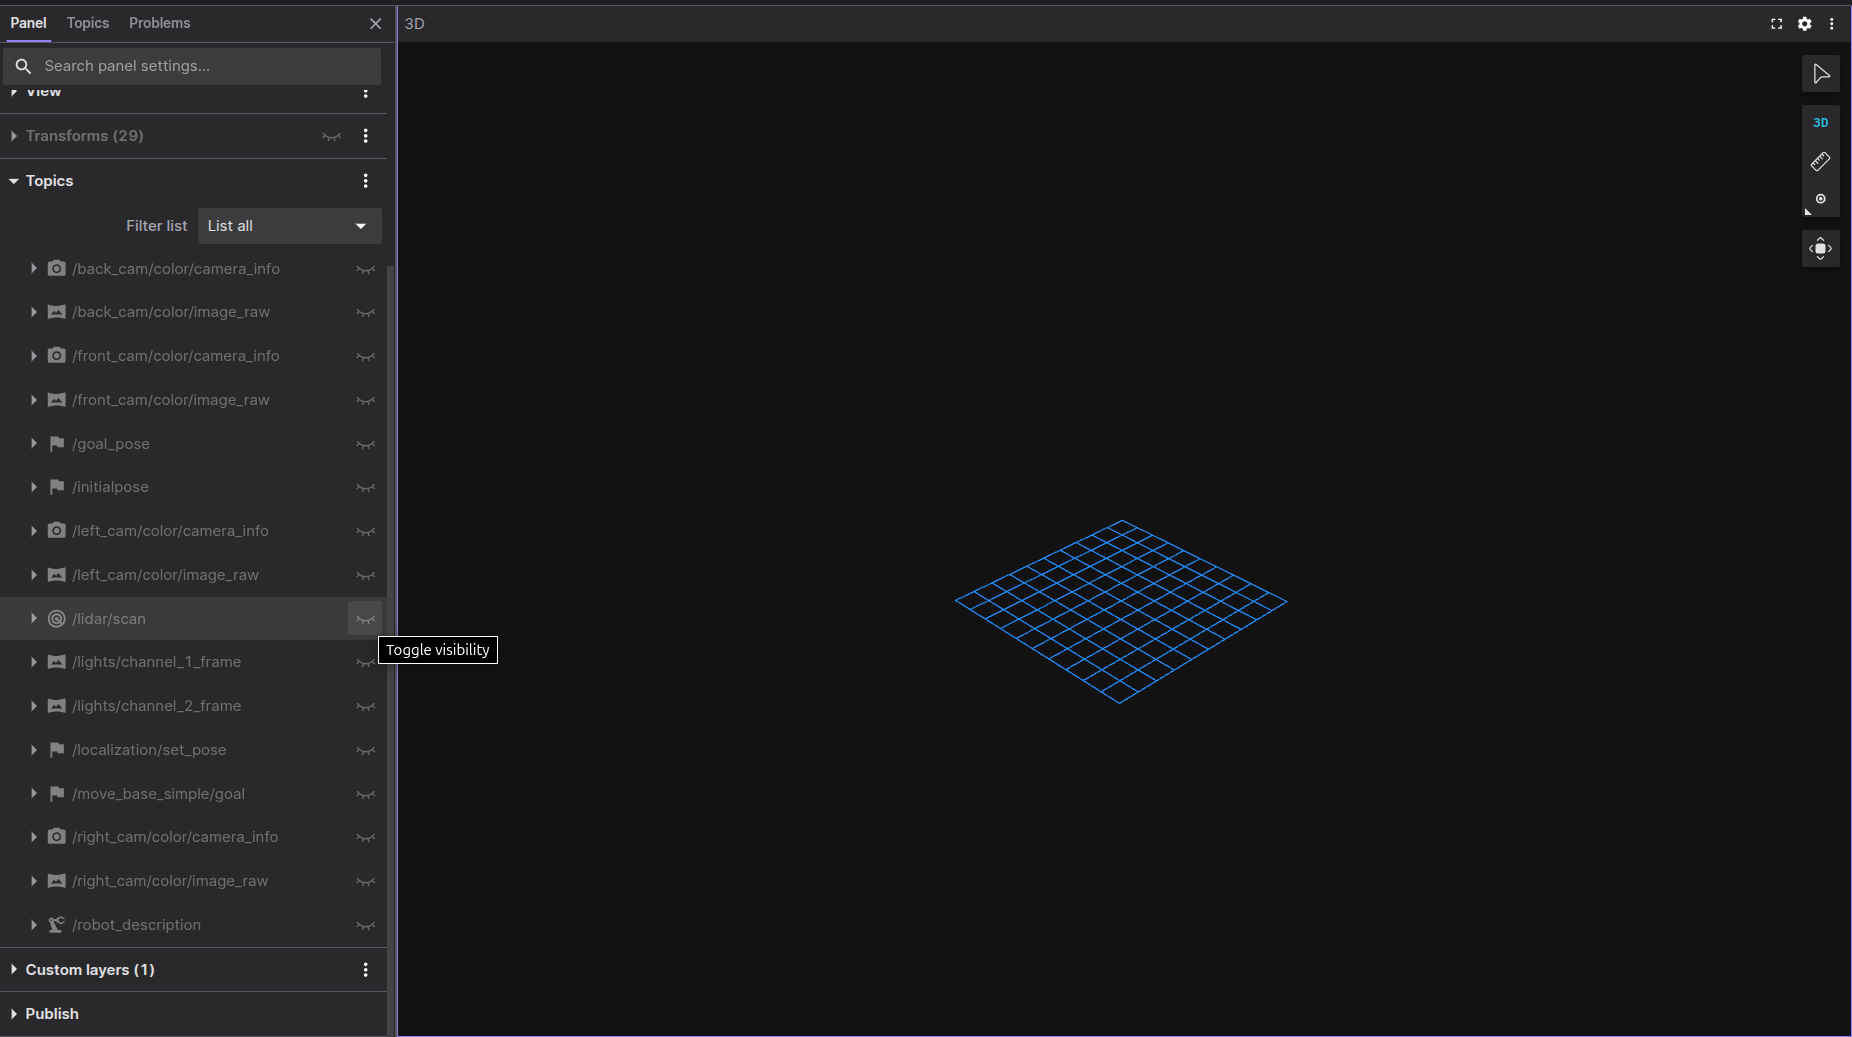 Panel Topics Problems
3D
Search panel settings...
View
Transforms (29)
Topics
Filter list List all
/back_cam/color/camera_info
/back_cam/color/image_raw
/front_cam/color/camera_info
/front_cam/color/image_raw
/goal_pose
/initialpose
/left_cam/color/camera_info
/left_cam/color/image_raw
/lidar/scan
Toggle visibility
/lights/channel_1_frame
/lights/channel_2_frame
/localization/set_pose
/move_base_simple/goal
/right_cam/color/camera_info
/right_cam/color/image_raw
/robot_description
Custom layers (1)
Publish
3D